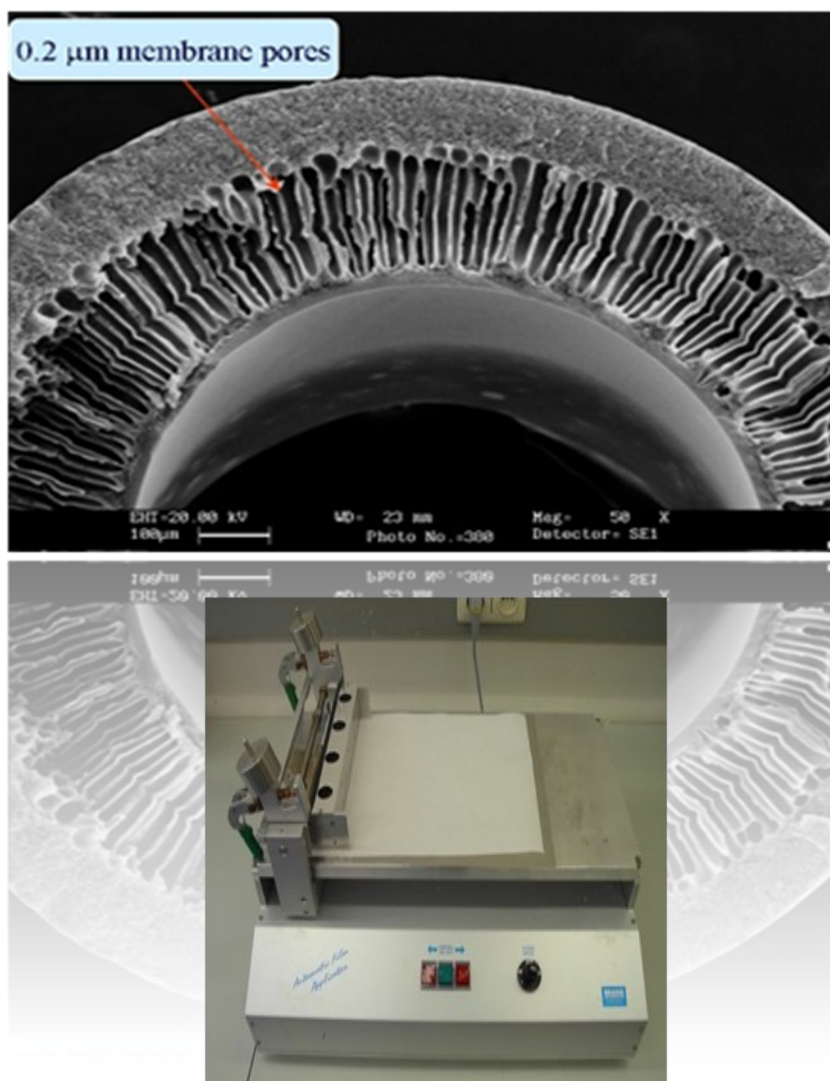 0.2 μm membrane pores
EHT=20.00 kV WD= 23 mm Mag= 50 X
100μm Photo No.=380 Detector= SE1
Automatic Film
Applicator